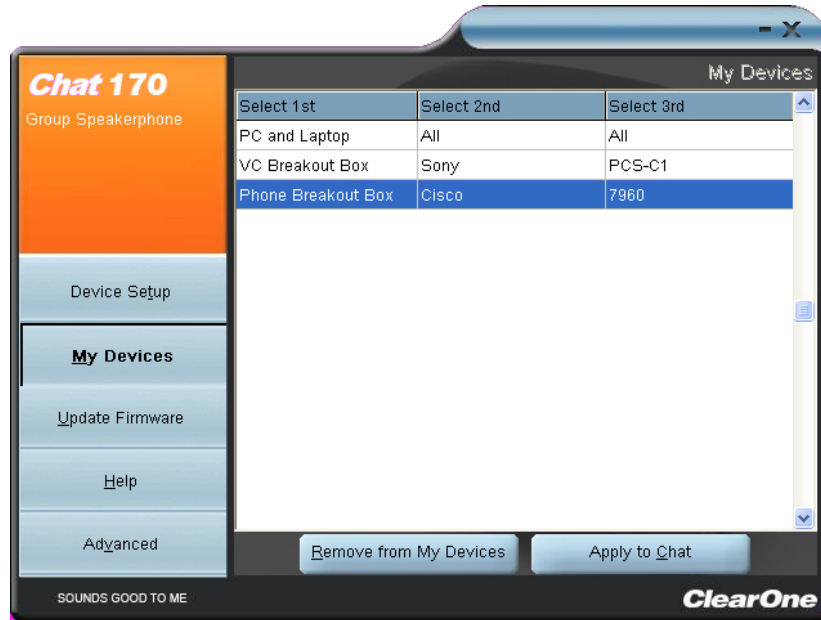 - X
Chat 170
Group Speakerphone
My Devices
Select 1st Select 2nd Select 3rd
PC and Laptop All All
VC Breakout Box Sony PCS-C1
Phone Breakout Box Cisco 7960
Device Setup
My Devices
Update Firmware
Help
Advanced
Remove from My Devices Apply to Chat
SOUNDS GOOD TO ME
ClearOne